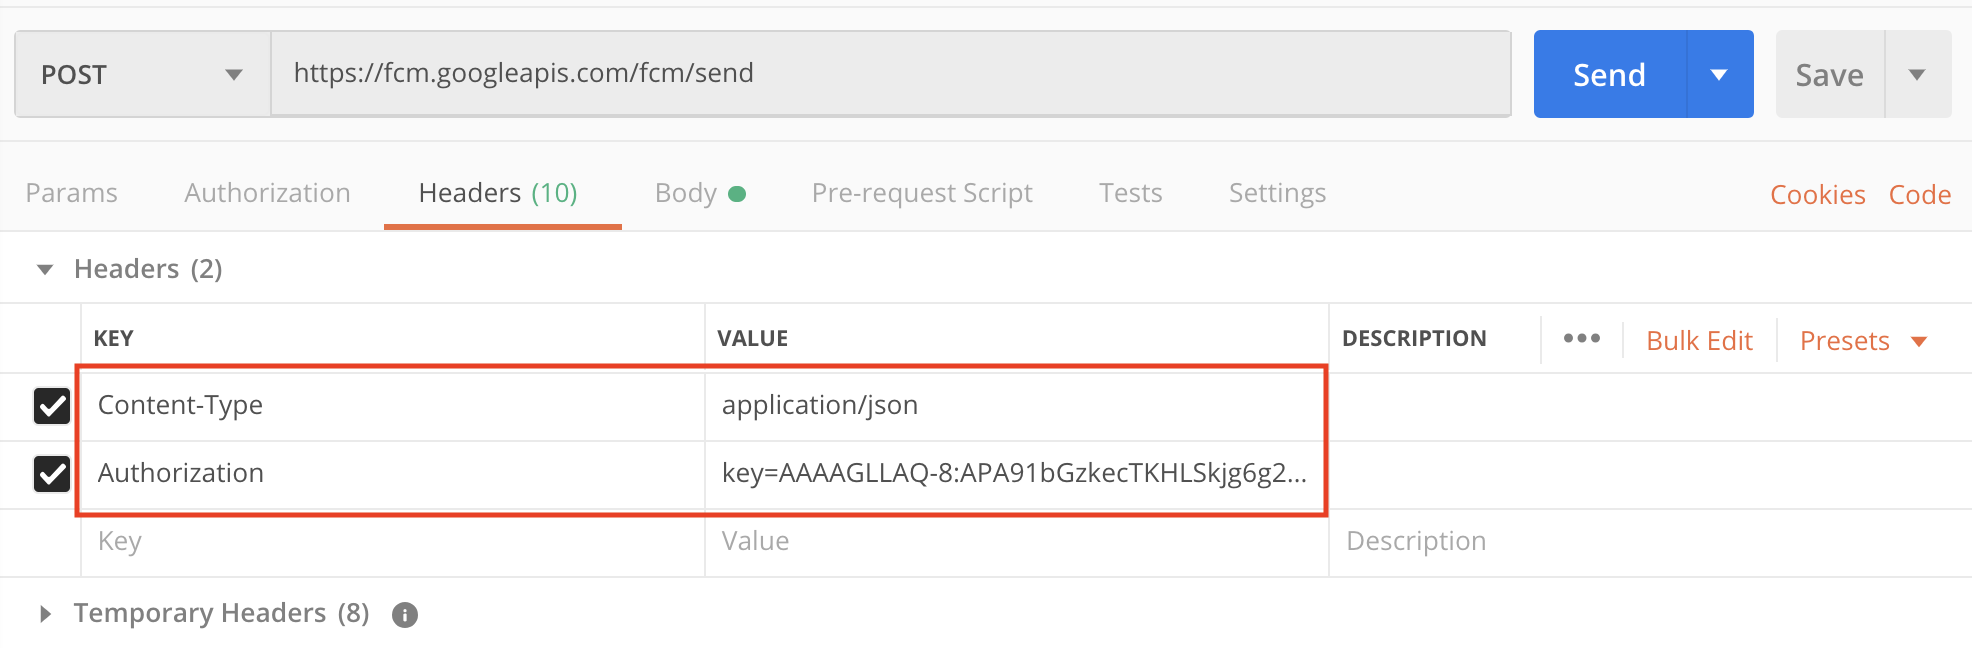 POST https://fcm.googleapis.com/fcm/send Send Save
Params Authorization Headers (10) Body Pre-request Script Tests Settings Cookies Code
Headers (2)
KEY VALUE DESCRIPTION ••• Bulk Edit Presets
Content-Type application/json
Authorization key=AAAAGLLAQ-8:APA91bGzkecTKHLSkjg6g2...
Key Value Description
Temporary Headers (8) i